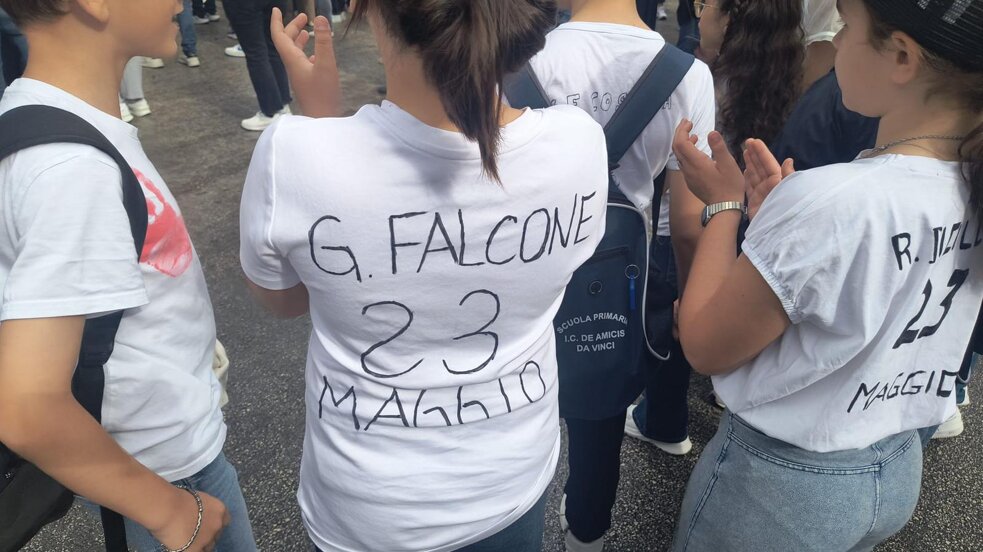 G. FALCONE
23
MAGGIO
SCUOLA PRIMARIA
I.C. DE AMICIS
DA VINCI
R.
23
MAGGIO